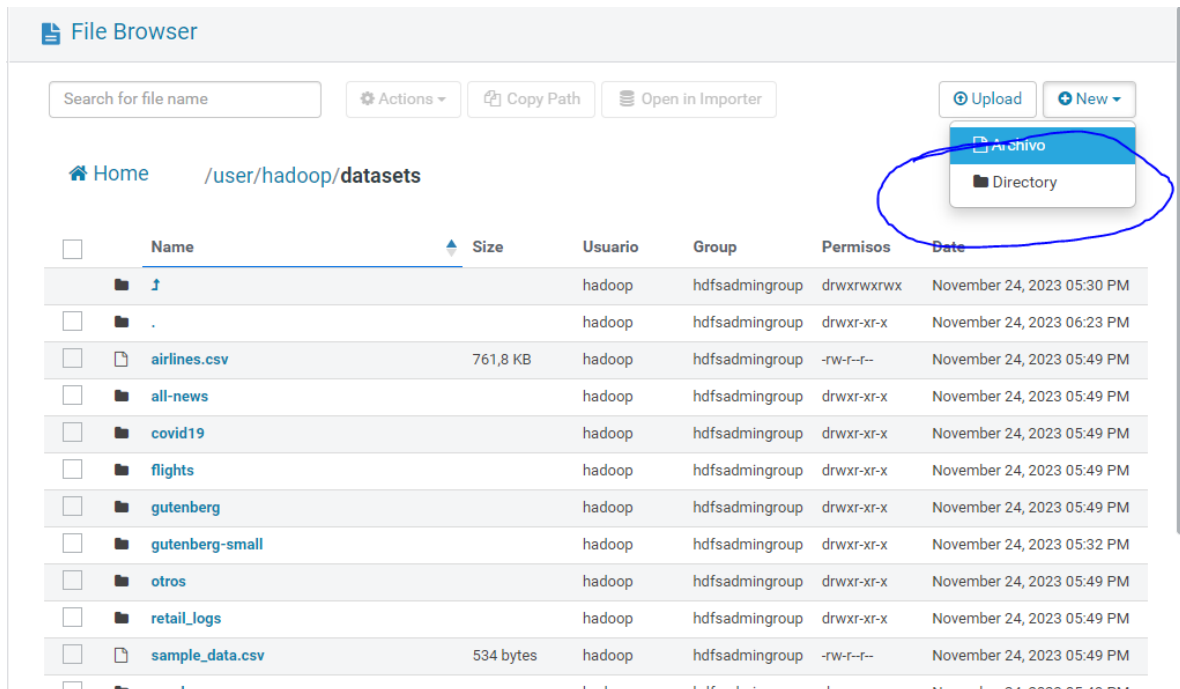 File Browser
Search for file name Actions Copy Path Open in Importer Upload New
Archivo
Home /user/hadoop/datasets
Directory
Name Size Usuario Group Permisos Date
hadoop hdfsadmingroup drwxrwxrwx November 24, 2023 05:30 PM
. hadoop hdfsadmingroup drwxr-xr-x November 24, 2023 06:23 PM
airlines.csv 761,8 KB hadoop hdfsadmingroup -rw-r--r-- November 24, 2023 05:49 PM
all-news hadoop hdfsadmingroup drwxr-xr-x November 24, 2023 05:49 PM
covid19 hadoop hdfsadmingroup drwxr-xr-x November 24, 2023 05:49 PM
flights hadoop hdfsadmingroup drwxr-xr-x November 24, 2023 05:49 PM
gutenberg hadoop hdfsadmingroup drwxr-xr-x November 24, 2023 05:49 PM
gutenberg-small hadoop hdfsadmingroup drwxr-xr-x November 24, 2023 05:32 PM
otros hadoop hdfsadmingroup drwxr-xr-x November 24, 2023 05:49 PM
retail_logs hadoop hdfsadmingroup drwxr-xr-x November 24, 2023 05:49 PM
sample_data.csv 534 bytes hadoop hdfsadmingroup -rw-r--r-- November 24, 2023 05:49 PM